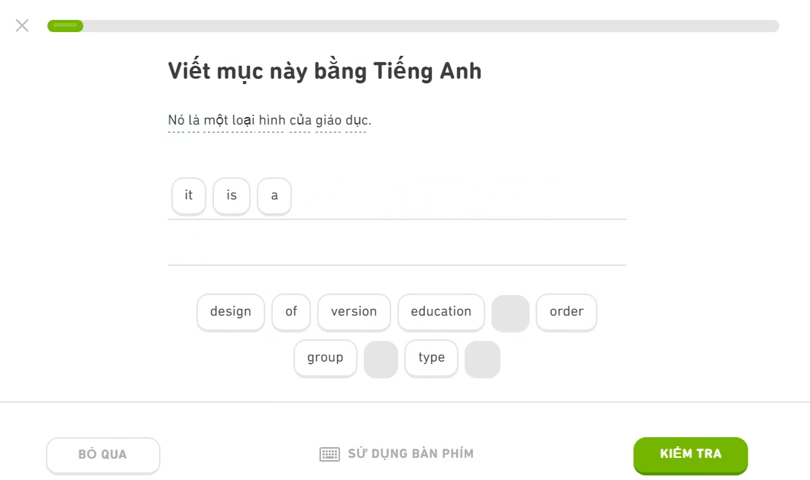 Viết mục này bằng Tiếng Anh
Nó là một loại hình của giáo dục.
it is a
design of version education order
group type
BỎ QUA SỬ DỤNG BÀN PHÍM KIỂM TRA